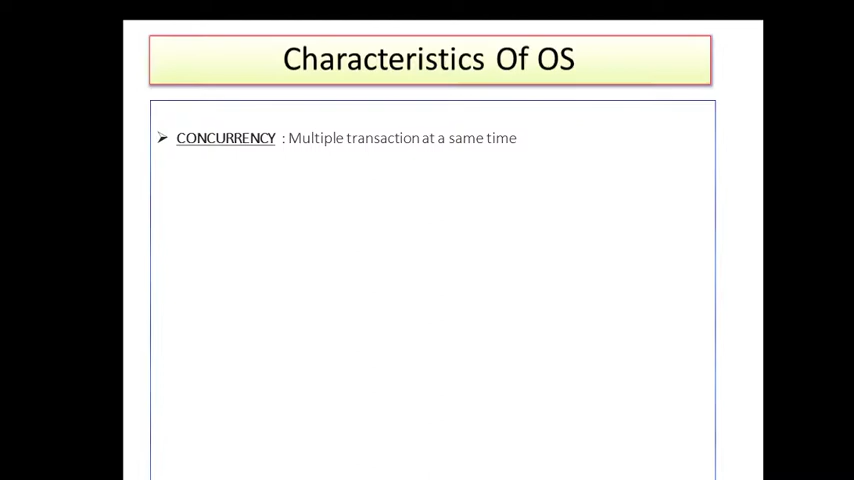 Characteristics Of OS
➢ CONCURRENCY : Multiple transaction at a same time